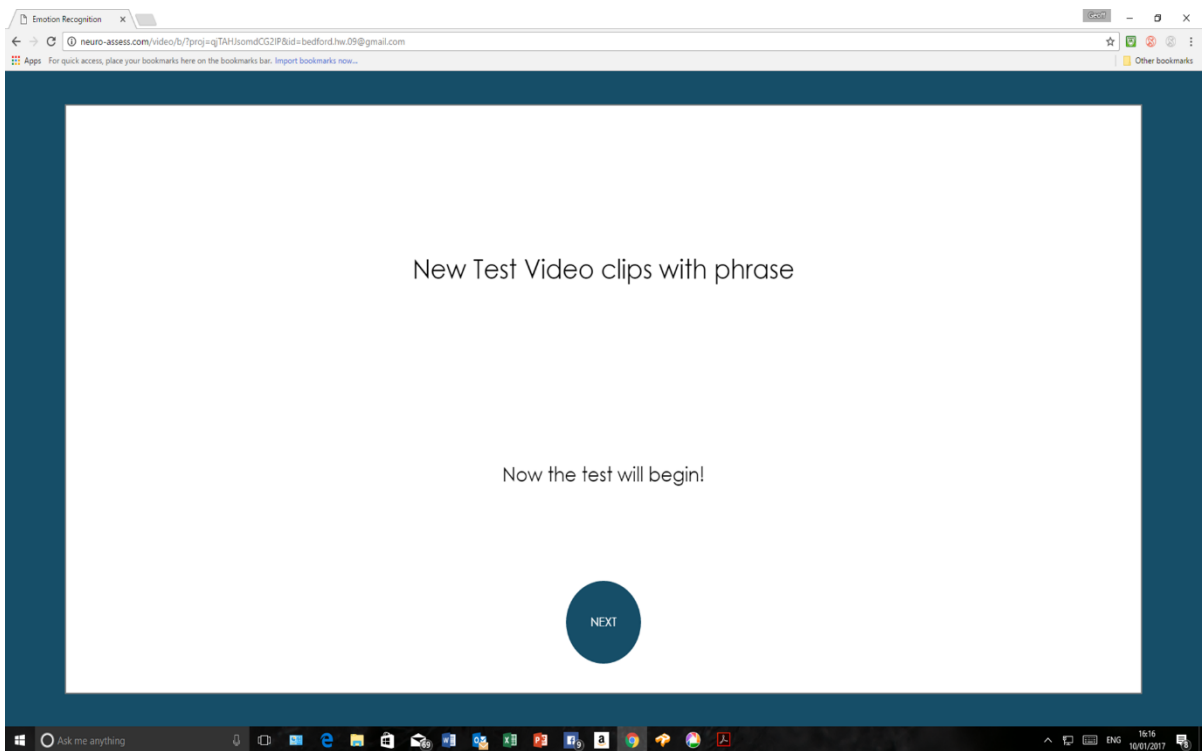 Emotion Recognition
Geoff
neuro-assess.com/video/b/?proj=qjTAHJsomdCG2IP&id=bedford.hw.09@gmail.com
Apps For quick access, place your bookmarks here on the bookmarks bar. Import bookmarks now... Other bookmarks
New Test Video clips with phrase
Now the test will begin!
NEXT
Ask me anything
ENG
16:16
10/01/2017